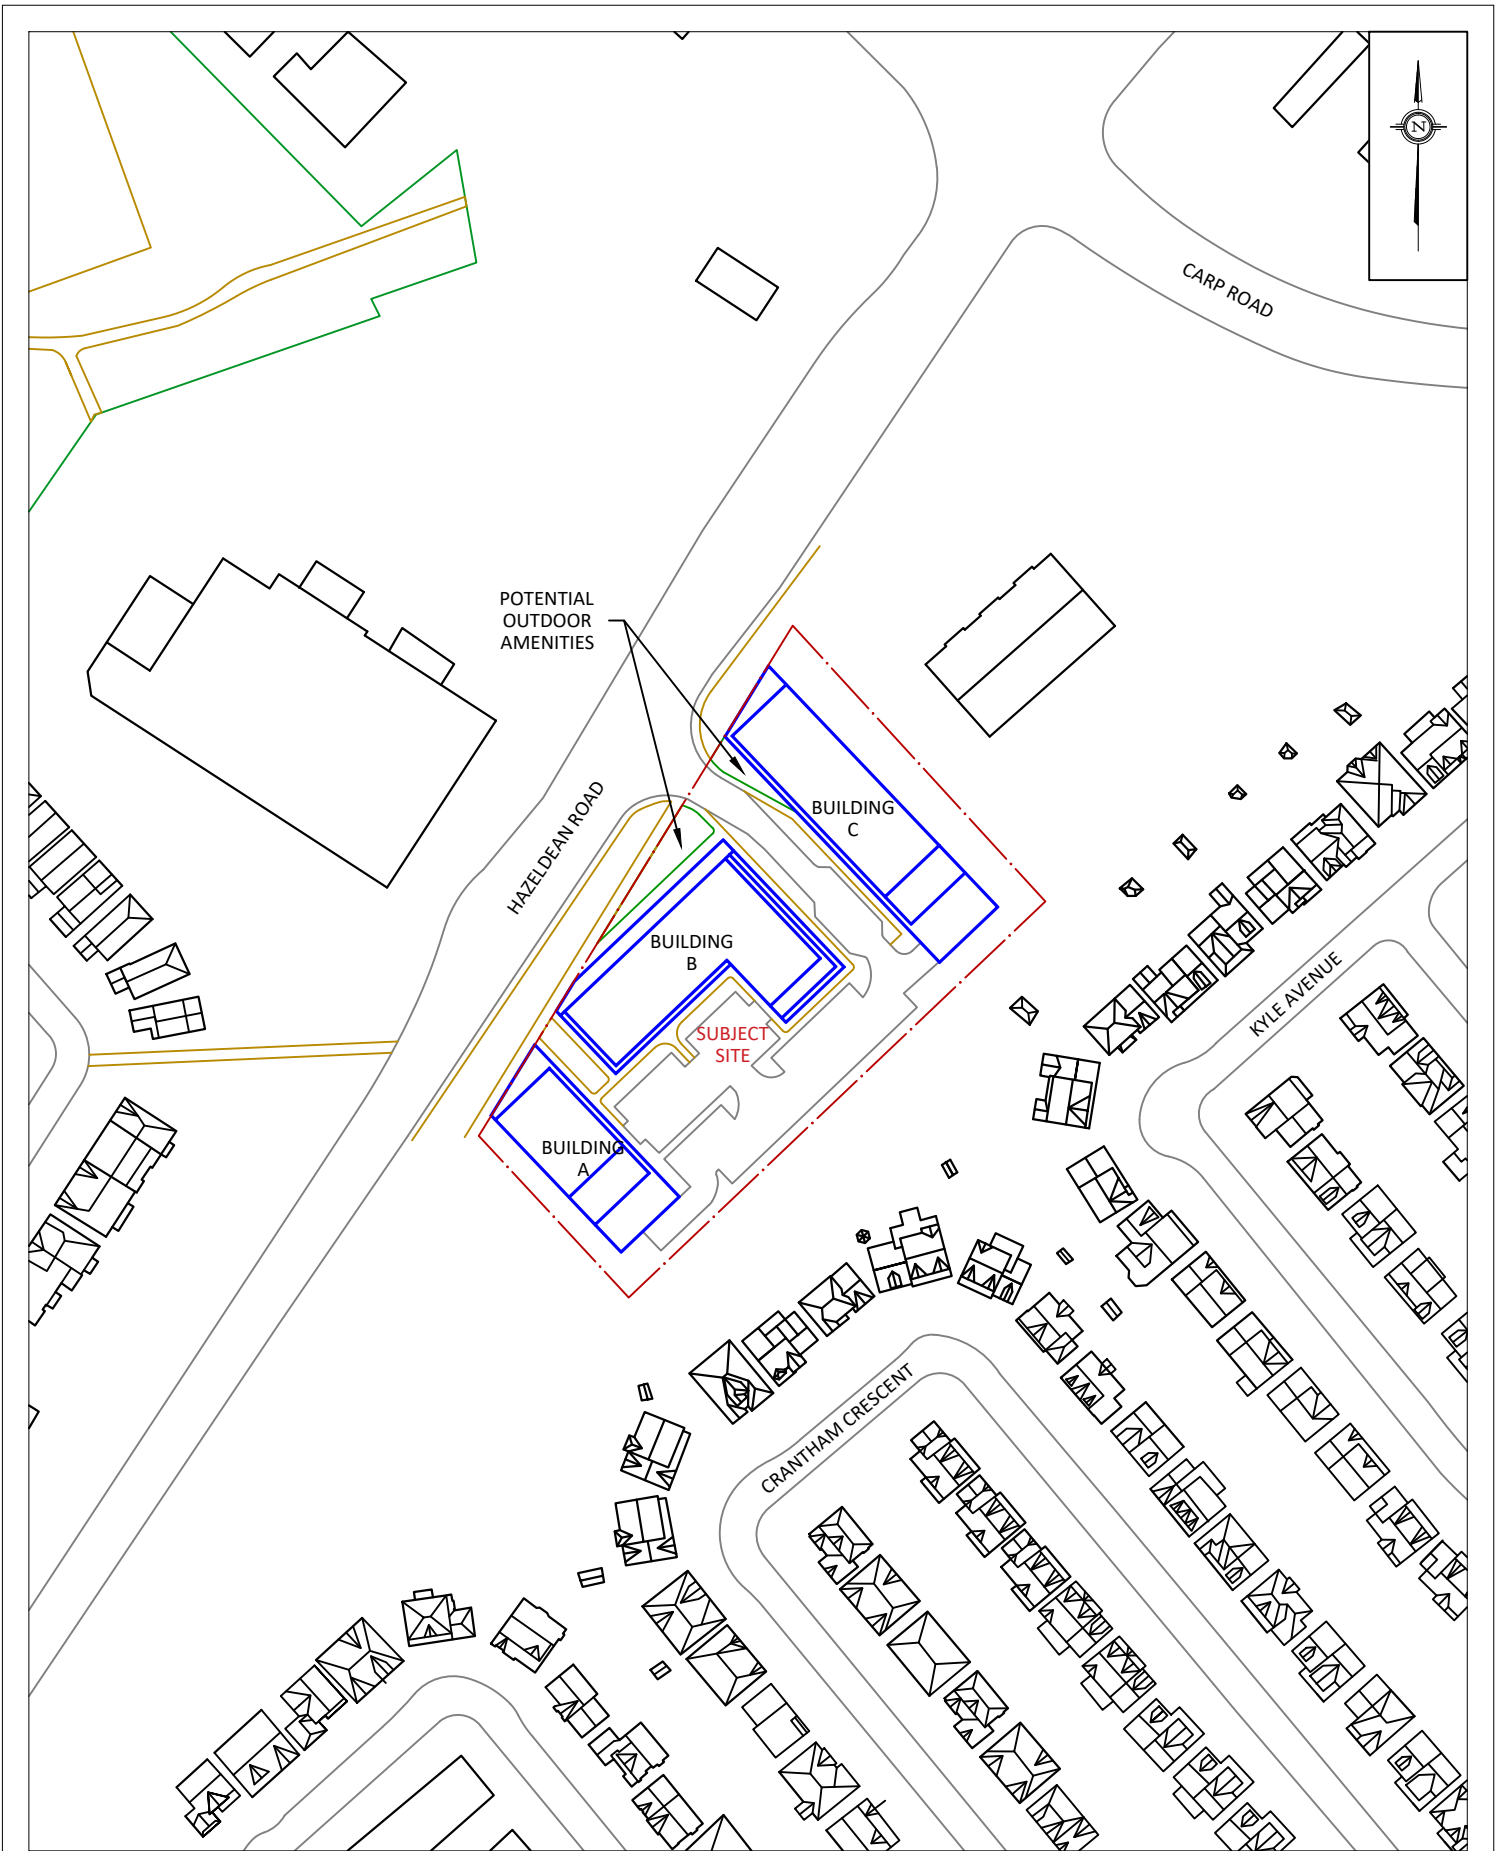 N
CARP ROAD
POTENTIAL
OUTDOOR
AMENITIES
HAZELDEAN ROAD
BUILDING
C
BUILDING
B
SUBJECT
SITE
BUILDING
A
KYLE AVENUE
CRANTHAM CRESCENT